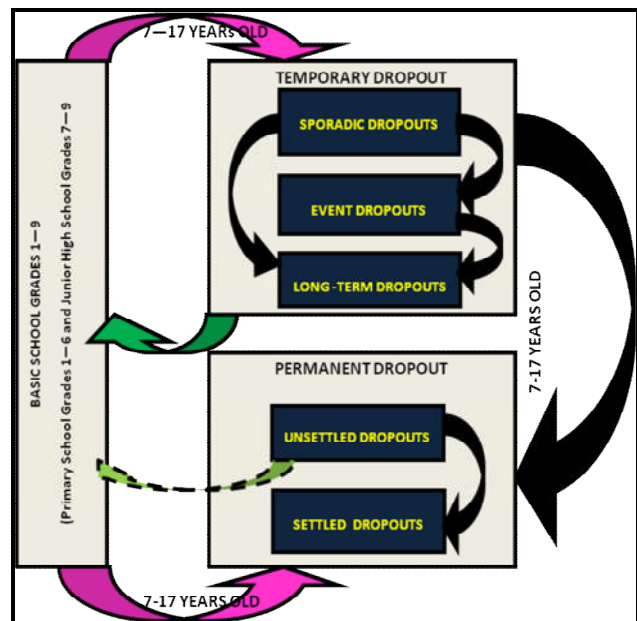 7—17 YEARs OLD
TEMPORARY DROPOUT
SPORADIC DROPOUTS
EVENT DROPOUTS
LONG-TERM DROPOUTS
BASIC SCHOOL GRADES 1—9
(Primary School Grades 1—6 and Junior High School Grades 7—9
7-17 YEARS OLD
PERMANENT DROPOUT
UNSETTLED DROPOUTS
SETTLED DROPOUTS
7-17 YEARS OLD